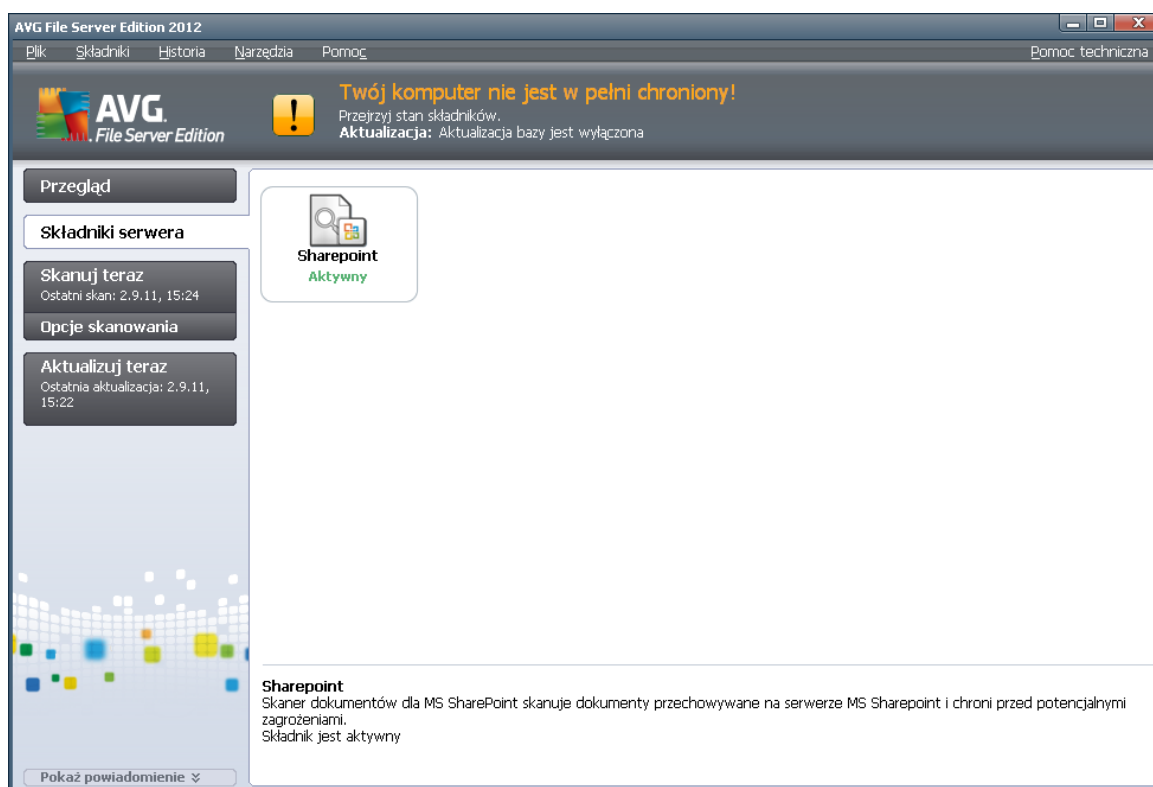 AVG File Server Edition 2012
Plik Składniki Historia Narzędzia Pomoc Pomoc techniczna
AVG.
File Server Edition
Twój komputer nie jest w pełni chroniony!
Przejrzyj stan składników.
Aktualizacja: Aktualizacja bazy jest wyłączona
Przegląd
Składniki serwera
Skanuj teraz
Ostatni skan: 2.9.11, 15:24
Opcje skanowania
Aktualizuj teraz
Ostatnia aktualizacja: 2.9.11,
15:22
Sharepoint
Aktywny
Sharepoint
Skaner dokumentów dla MS SharePoint skanuje dokumenty przechowywane na serwerze MS Sharepoint i chroni przed potencjalnymi
zagrożeniami.
Składnik jest aktywny
Pokaż powiadomienie